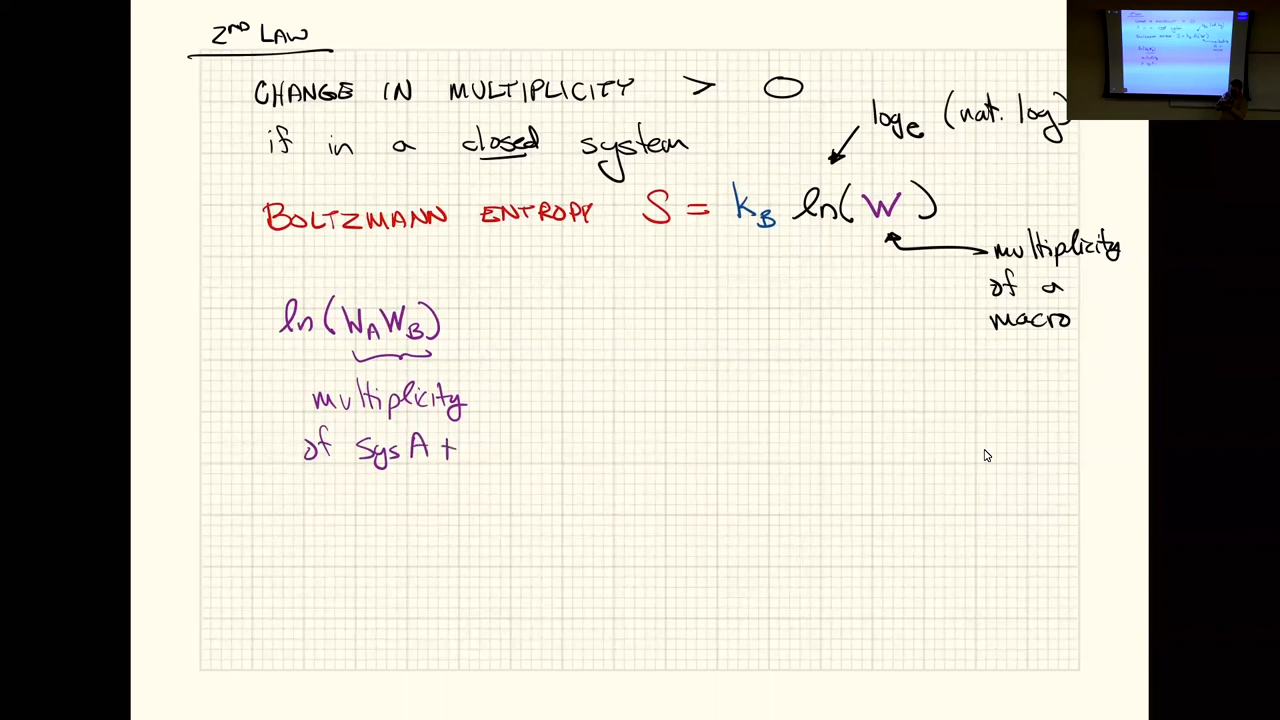 2ND LAW
CHANGE IN MULTIPLICITY > 0
if in a closed system
loge (nat. log)
BOLTZMANN ENTROPY S = kB ln( W )
multiplicity
of a
macro
ln(WAWB)
multiplicity
of Sys A +